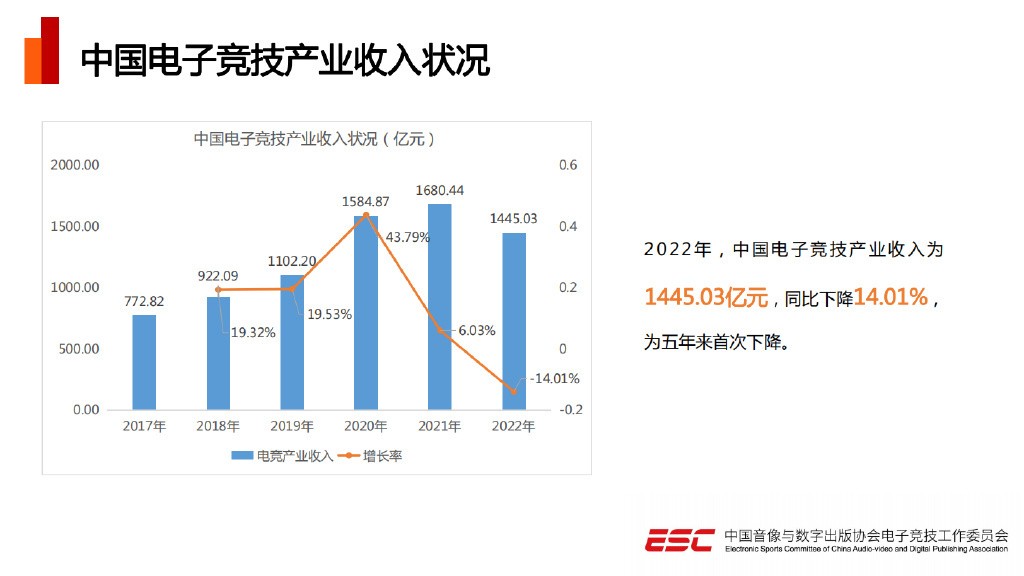 中国电子竞技产业收入状况
中国电子竞技产业收入状况（亿元）
2000.00
1500.00
1000.00
500.00
0.00
0.6
0.4
0.2
0
-0.2
772.82
922.09
1102.20
1584.87
1680.44
1445.03
19.32%
19.53%
43.79%
6.03%
-14.01%
2017年 2018年 2019年 2020年 2021年 2022年
电竞产业收入 增长率
2022年，中国电子竞技产业收入为
1445.03亿元，同比下降14.01%，
为五年来首次下降。
ESC
中国音像与数字出版协会电子竞技工作委员会
Electronic Sports Committee of China Audio-video and Digital Publishing Association